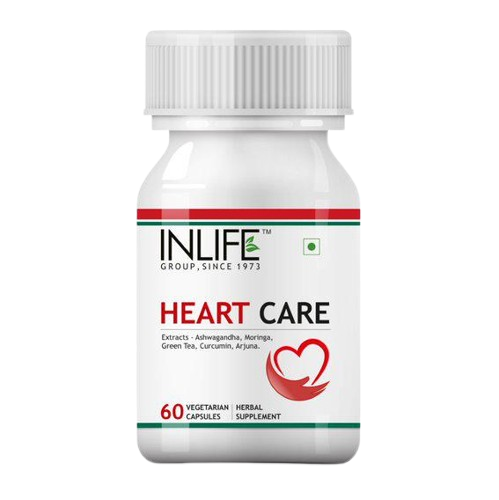 INLIFE™
GROUP, SINCE 1973
HEART CARE
Extracts - Ashwagandha, Moringa,
Green Tea, Curcumin, Arjuna.
60 VEGETARIAN CAPSULES | HERBAL SUPPLEMENT